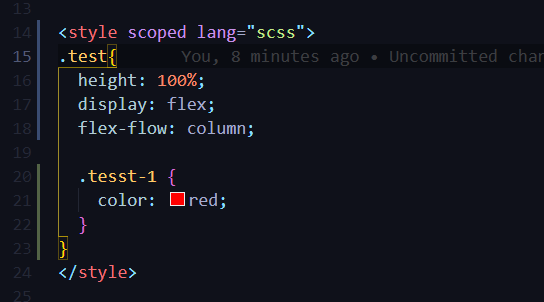 13
14 <style scoped lang="scss">
15 .test{ You, 8 minutes ago • Uncommitted chan
16 height: 100%;
17 display: flex;
18 flex-flow: column;
19
20 .tesst-1 {
21 color: red;
22 }
23 }
24 </style>
25